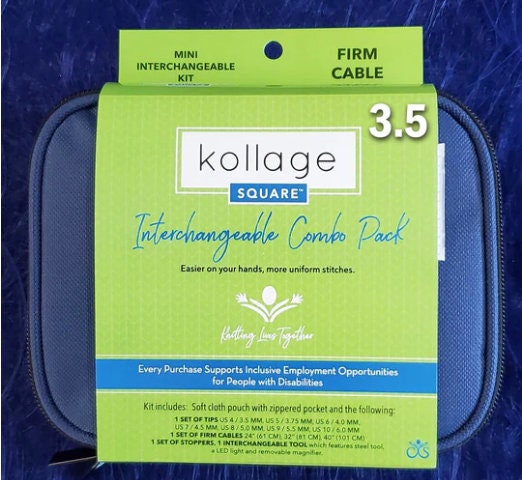 MINI
INTERCHANGEABLE
KIT
FIRM
CABLE
3.5
kollage
SQUARE™
Interchangeable Combo Pack
Easier on your hands, more uniform stitches.
Knitting Lives Together
Every Purchase Supports Inclusive Employment Opportunities
for People with Disabilities
Kit includes: Soft cloth pouch with zippered pocket and the following:
1 SET OF TIPS US 4 / 3.5 MM, US 5 / 3.75 MM, US 6 / 4.0 MM,
US 7 / 4.5 MM, US 8 / 5.0 MM, US 9 / 5.5 MM, US 10 / 6.0 MM
1 SET OF FIRM CABLES 24" (61 CM), 32" (81 CM), 40" (101 CM)
1 SET OF STOPPERS, 1 INTERCHANGEABLE TOOL which features steel tool,
a LED light and removable magnifier.